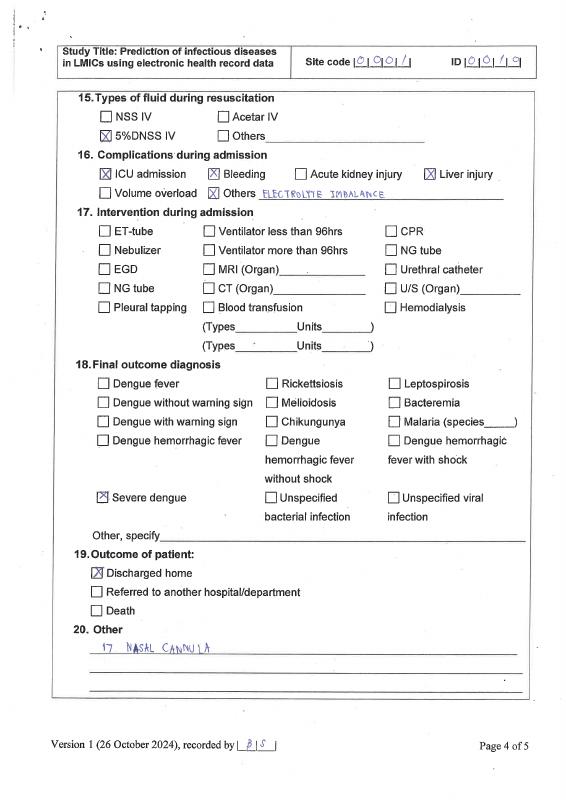 Study Title: Prediction of infectious diseases
in LMICs using electronic health record data
Site code |0|0|0|1| ID |0|0|1|9|
15. Types of fluid during resuscitation
☐ NSS IV ☐ Acetar IV
☒ 5%DNSS IV ☐ Others
16. Complications during admission
☒ ICU admission ☒ Bleeding ☐ Acute kidney injury ☒ Liver injury
☐ Volume overload ☒ Others ELECTROLYTE IMBALANCE
17. Intervention during admission
☐ ET-tube ☐ Ventilator less than 96hrs ☐ CPR
☐ Nebulizer ☐ Ventilator more than 96hrs ☐ NG tube
☐ EGD ☐ MRI (Organ) ☐ Urethral catheter
☐ NG tube ☐ CT (Organ) ☐ U/S (Organ)
☐ Pleural tapping ☐ Blood transfusion ☐ Hemodialysis
(Types________Units________)
(Types________Units________)
18. Final outcome diagnosis
☐ Dengue fever ☐ Rickettsiosis ☐ Leptospirosis
☐ Dengue without warning sign ☐ Melioidosis ☐ Bacteremia
☐ Dengue with warning sign ☐ Chikungunya ☐ Malaria (species_____)
☐ Dengue hemorrhagic fever ☐ Dengue ☐ Dengue hemorrhagic
hemorrhagic fever fever with shock
without shock
☒ Severe dengue ☐ Unspecified ☐ Unspecified viral
bacterial infection infection
Other, specify
19. Outcome of patient:
☒ Discharged home
☐ Referred to another hospital/department
☐ Death
20. Other
17 NASAL CANNULA
Version 1 (26 October 2024), recorded by |B|S| Page 4 of 5